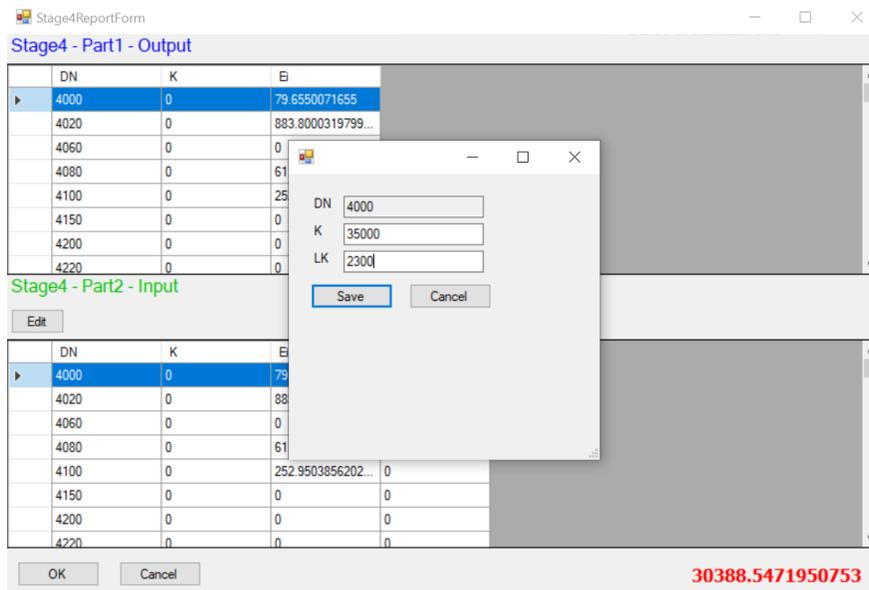 Stage4ReportForm
Stage4 - Part1 - Output
DN K Ei
4000 0 79.6550071655
4020 0 883.8000319799...
4060 0 0
4080 0 61
4100 0 25
4150 0 0
4200 0 0
4220 0 0
DN 4000
K 35000
LK 2300
Save Cancel
Stage4 - Part2 - Input
Edit
DN K E
4000 0 79
4020 0 88
4060 0 0
4080 0 61
4100 0 252.9503856202... 0
4150 0 0 0
4200 0 0 0
4220 0 0 0
OK Cancel 30388.5471950753